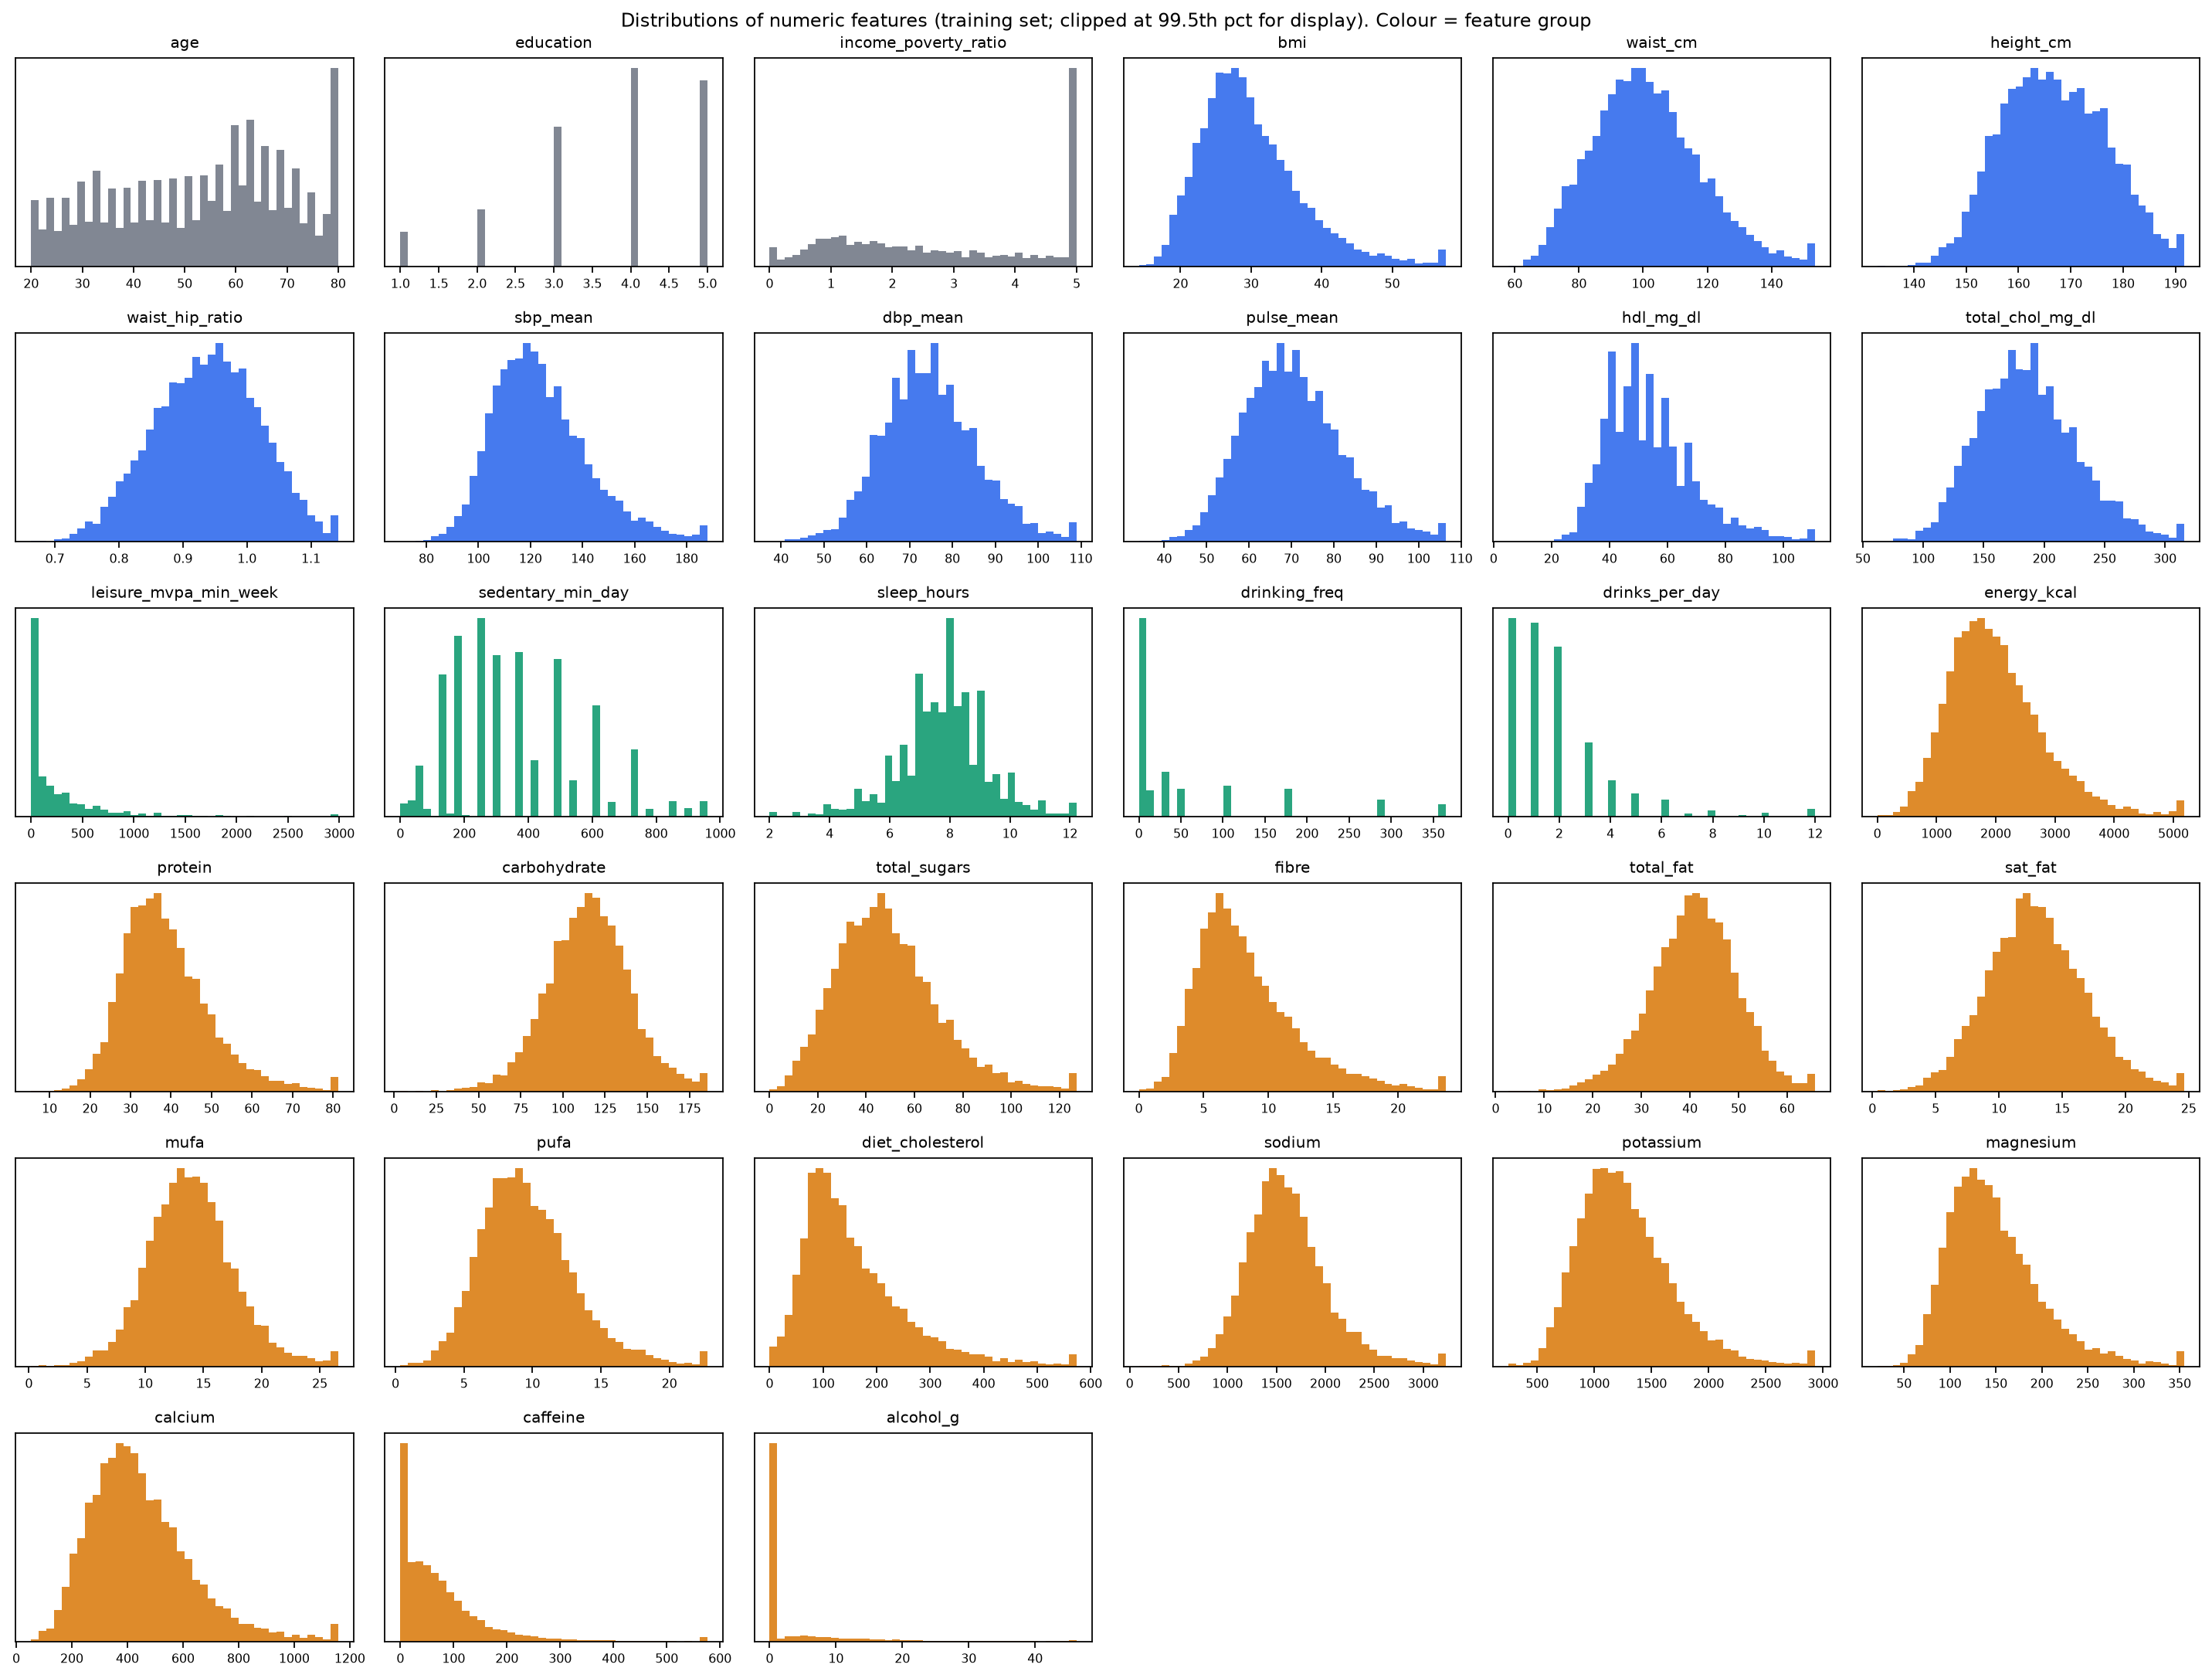 Distributions of numeric features (training set; clipped at 99.5th pct for display). Colour = feature group
age education income_poverty_ratio bmi waist_cm height_cm
20 30 40 50 60 70 80 1.0 1.5 2.0 2.5 3.0 3.5 4.0 4.5 5.0 0 1 2 3 4 5 20 30 40 50 60 80 100 120 140 140 150 160 170 180 190
waist_hip_ratio sbp_mean dbp_mean pulse_mean hdl_mg_dl total_chol_mg_dl
0.7 0.8 0.9 1.0 1.1 80 100 120 140 160 180 40 50 60 70 80 90 100 110 40 50 60 70 80 90 100 110 0 20 40 60 80 100 50 100 150 200 250 300
leisure_mvpa_min_week sedentary_min_day sleep_hours drinking_freq drinks_per_day energy_kcal
0 500 1000 1500 2000 2500 3000 0 200 400 600 800 1000 2 4 6 8 10 12 0 50 100 150 200 250 300 350 0 2 4 6 8 10 12 0 1000 2000 3000 4000 5000
protein carbohydrate total_sugars fibre total_fat sat_fat
10 20 30 40 50 60 70 80 0 25 50 75 100 125 150 175 0 20 40 60 80 100 120 0 5 10 15 20 0 10 20 30 40 50 60 0 5 10 15 20 25
mufa pufa diet_cholesterol sodium potassium magnesium
0 5 10 15 20 25 0 5 10 15 20 0 100 200 300 400 500 600 0 500 1000 1500 2000 2500 3000 500 1000 1500 2000 2500 3000 50 100 150 200 250 300 350
calcium caffeine alcohol_g
0 200 400 600 800 1000 1200 0 100 200 300 400 500 600 0 10 20 30 40